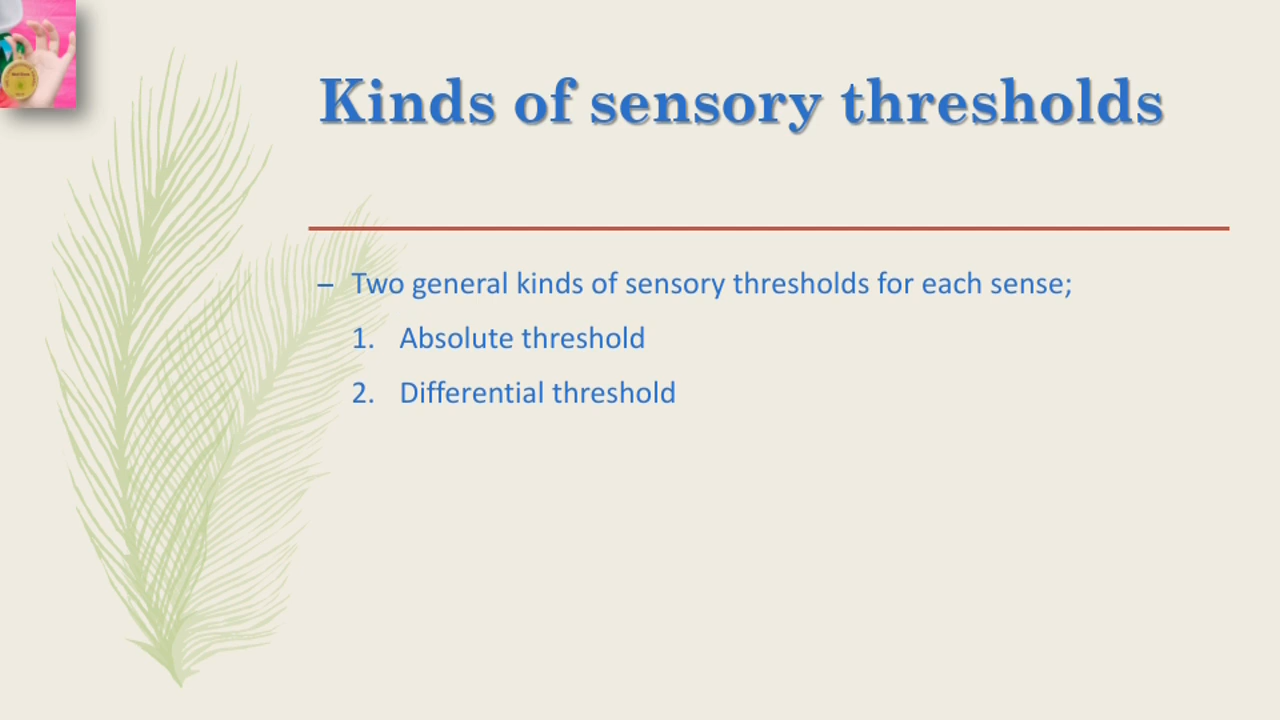 Kinds of sensory thresholds
– Two general kinds of sensory thresholds for each sense;
1. Absolute threshold
2. Differential threshold